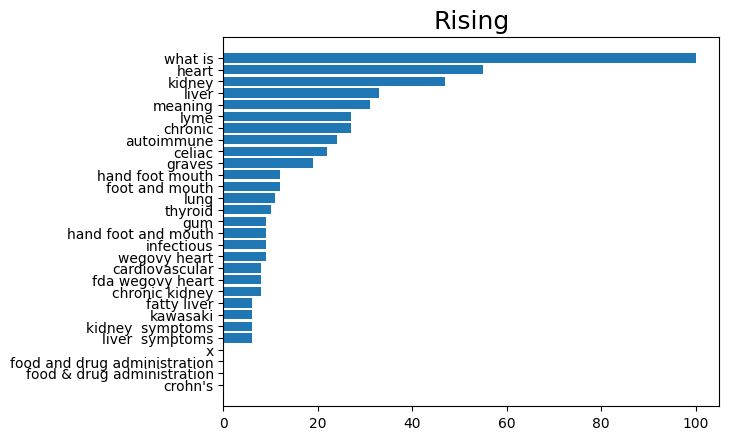 Rising
what is
heart
kidney
liver
meaning
lyme
chronic
autoimmune
celiac
graves
hand foot mouth
foot and mouth
lung
thyroid
gum
hand foot and mouth
infectious
wegovy heart
cardiovascular
fda wegovy heart
chronic kidney
fatty liver
kawasaki
kidney  symptoms
liver  symptoms
x
food and drug administration
food & drug administration
crohn's
0 20 40 60 80 100